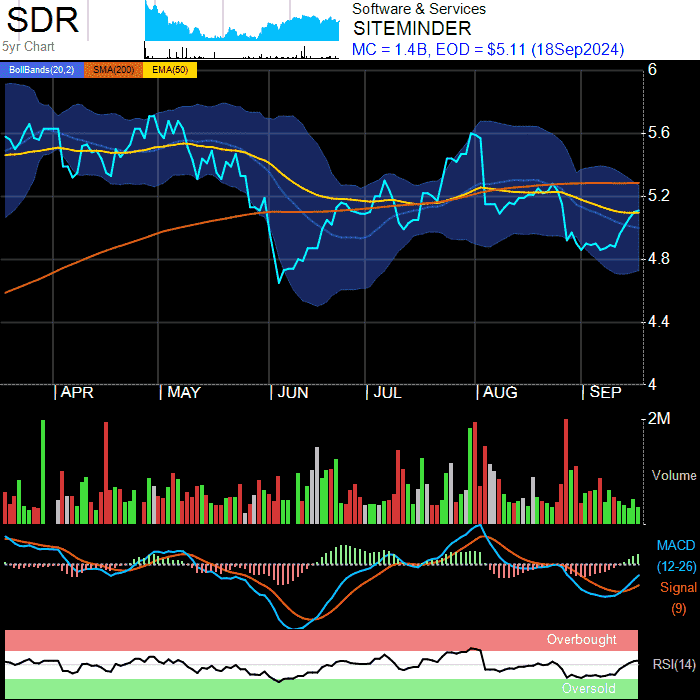 SDR
5yr Chart
Software & Services
SITEMINDER
MC = 1.4B, EOD = $5.11 (18Sep2024)
BollBands(20,2) SMA(200) EMA(50)
6
5.6
5.2
4.8
4.4
4
APR MAY JUN JUL AUG SEP
2M
Volume
MACD
(12-26)
Signal
(9)
Overbought
RSI(14)
Oversold